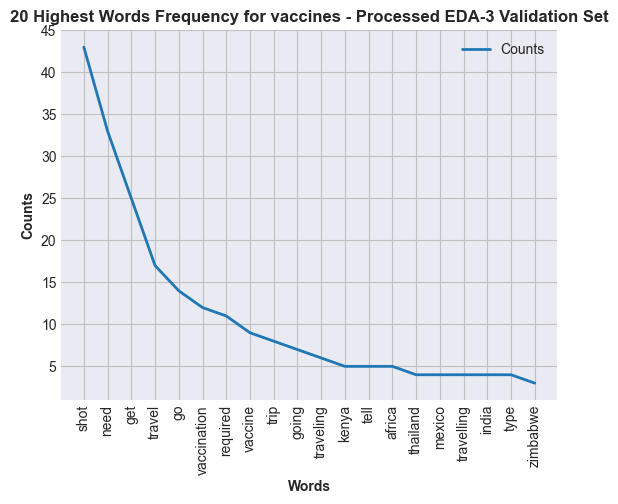 20 Highest Words Frequency for vaccines - Processed EDA-3 Validation Set
45
40
35
30
25
20
15
10
5
Counts
Counts
shot
need
get
travel
go
vaccination
required
vaccine
trip
going
traveling
kenya
tell
africa
thailand
mexico
travelling
india
type
zimbabwe
Words